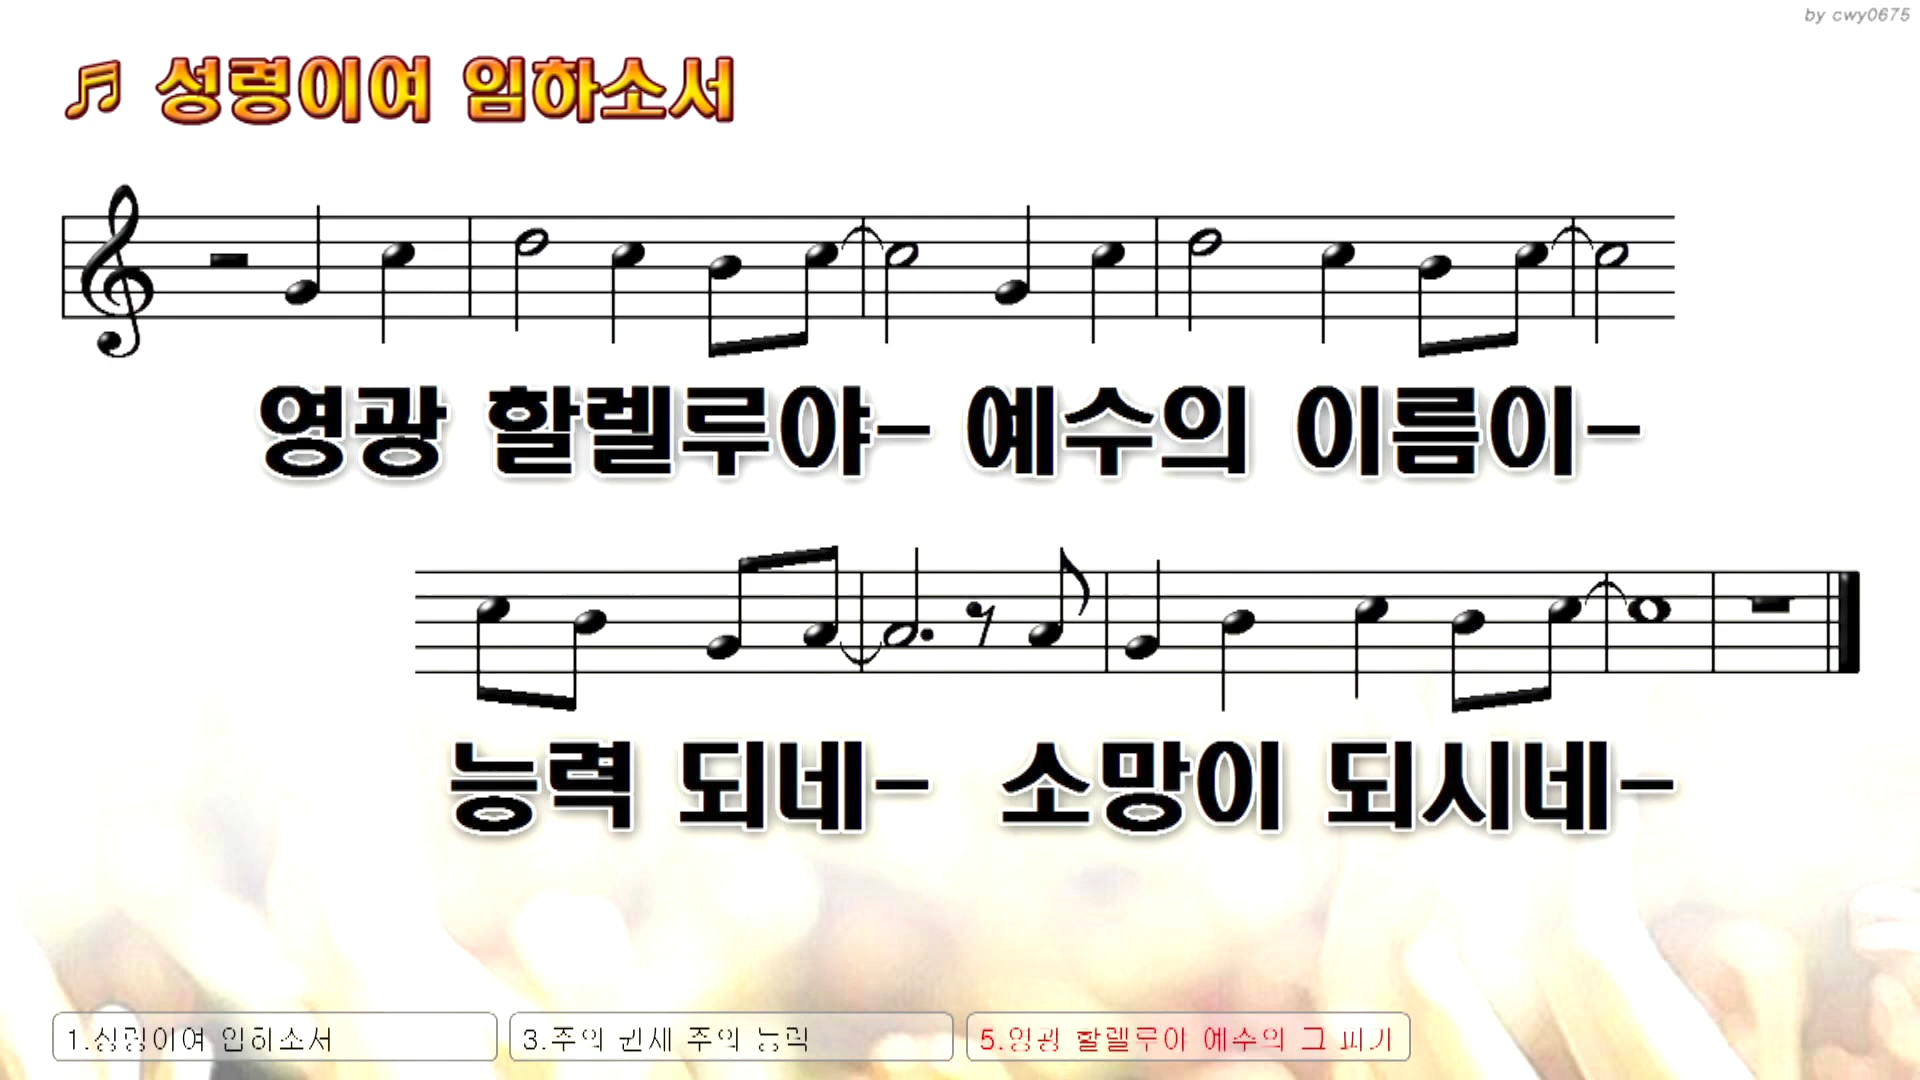 by cwy0675
♬ 성령이여 임하소서
영광 할렐루야- 예수의 이름이-
능력 되네- 소망이 되시네-
1.성령이여 임하소서
3.주의 권세 주의 능력
5.영광 할렐루야 예수의 그 피가